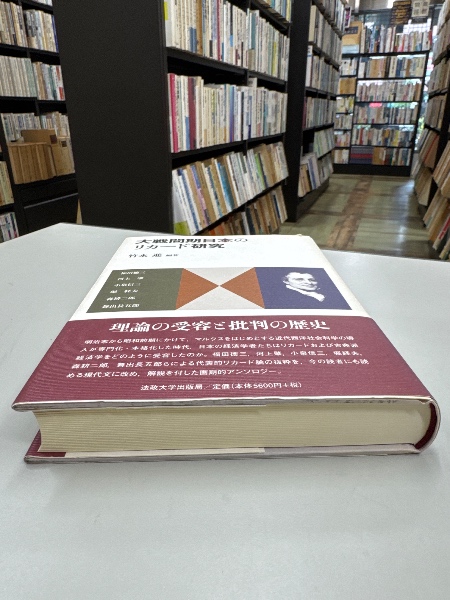 大戦間期日本の
リカード研究
竹永 進 編訳
福田徳三
河上 肇
小泉信三
堀 経夫
森耕二郎
舞出長五郎
理論の受容と批判の歴史
明治家から昭和前期にかけて、マルクスをはじめとする近代西洋社会科学の導
入が専門化・本格化した時代、日本の経済学者たちはリカードおよび古典派
経済学をどのように受容したのか。福田徳三、河上肇、小泉信三、堀経夫、
森耕二郎、舞出長五郎らによる代表的リカード論の抜粋を、今の読者にも読
める現代文に改め、解説を付した画期的アンソロジー。
法政大学出版局／定価（本体5600円＋税）